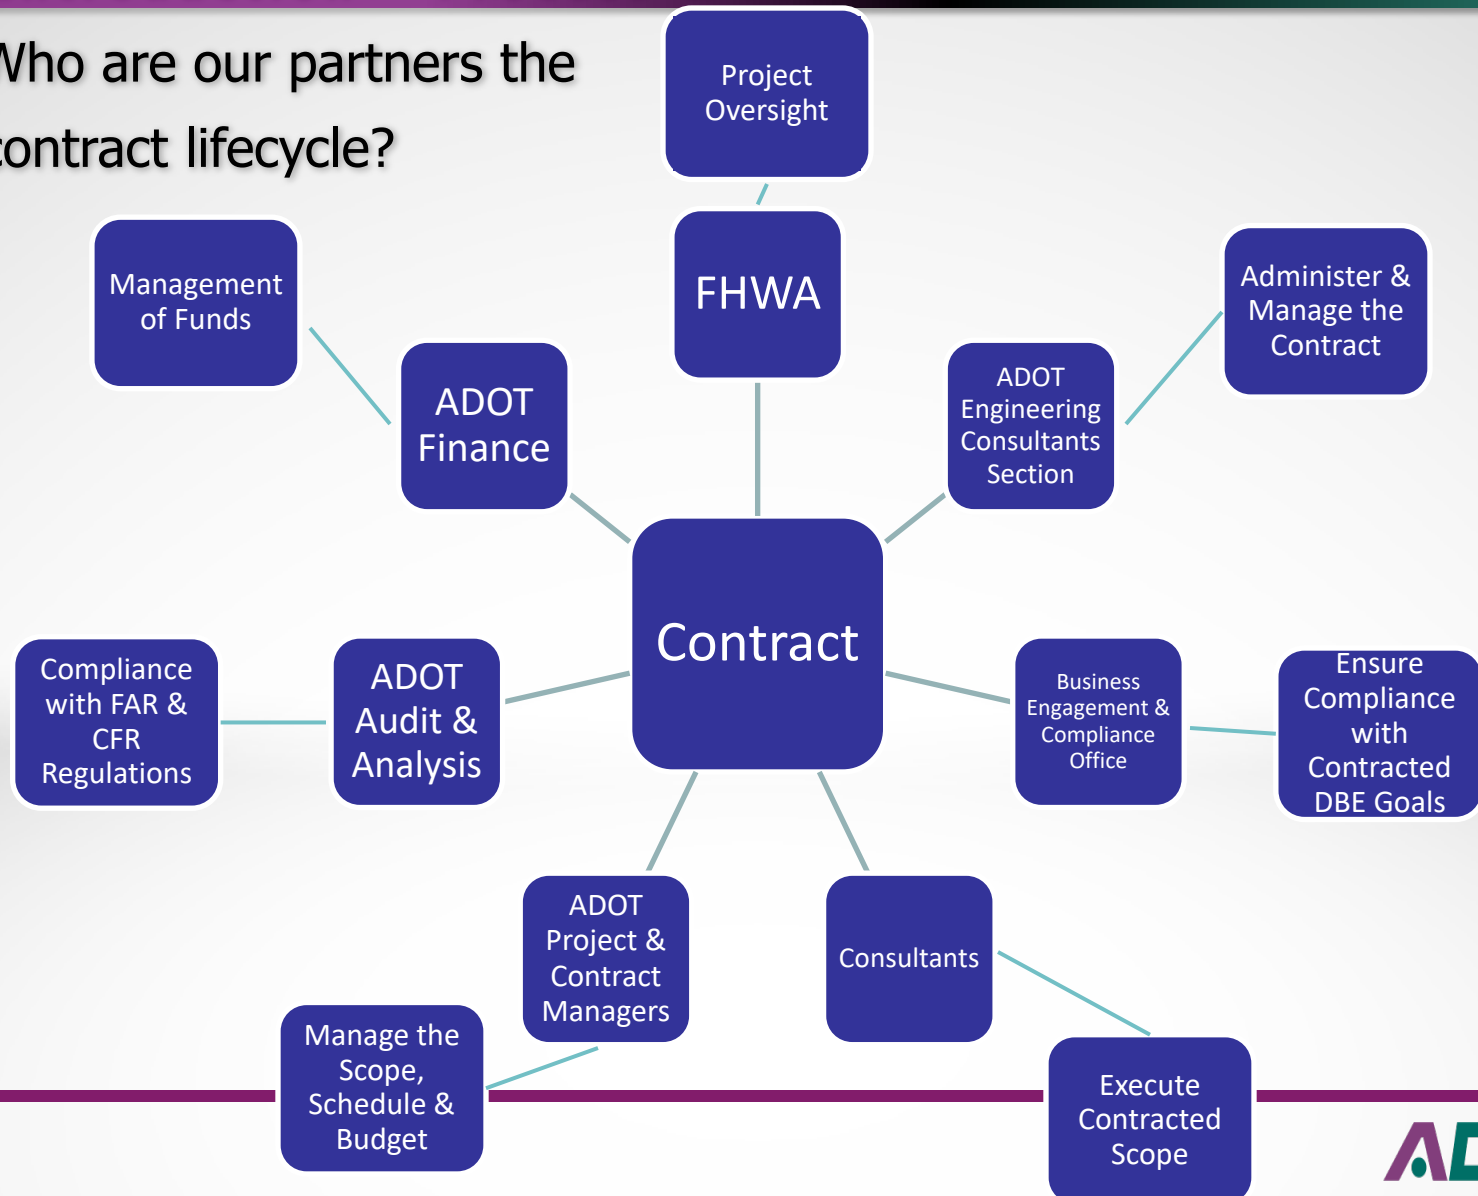 Who are our partners the
contract lifecycle?
Project
Oversight
FHWA
Management
of Funds
ADOT
Finance
Administer &
Manage the
Contract
ADOT
Engineering
Consultants
Section
Contract
Compliance
with FAR &
CFR
Regulations
ADOT
Audit &
Analysis
Business
Engagement &
Compliance
Office
Ensure
Compliance
with
Contracted
DBE Goals
ADOT
Project &
Contract
Managers
Consultants
Manage the
Scope,
Schedule &
Budget
Execute
Contracted
Scope
AD